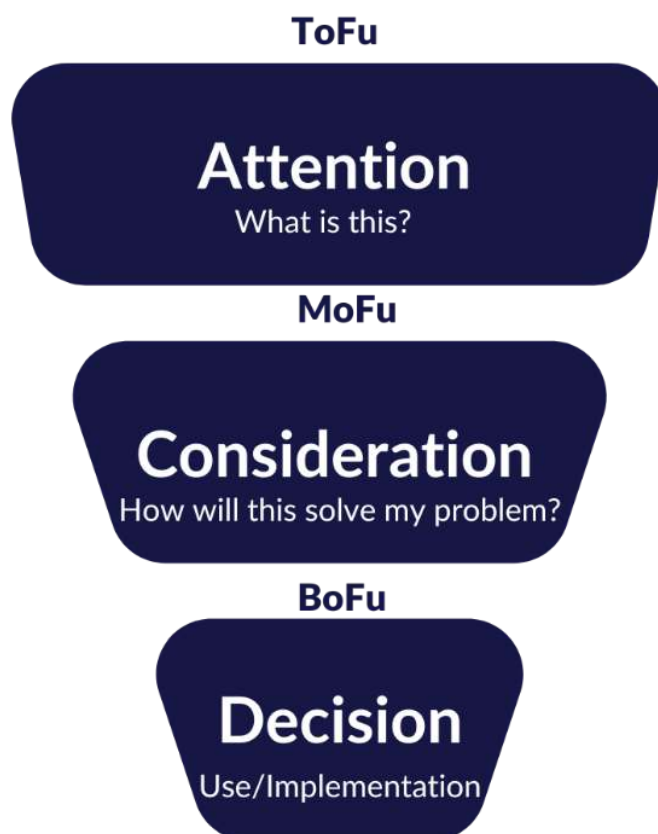 ToFu
Attention
What is this?
MoFu
Consideration
How will this solve my problem?
BoFu
Decision
Use/Implementation